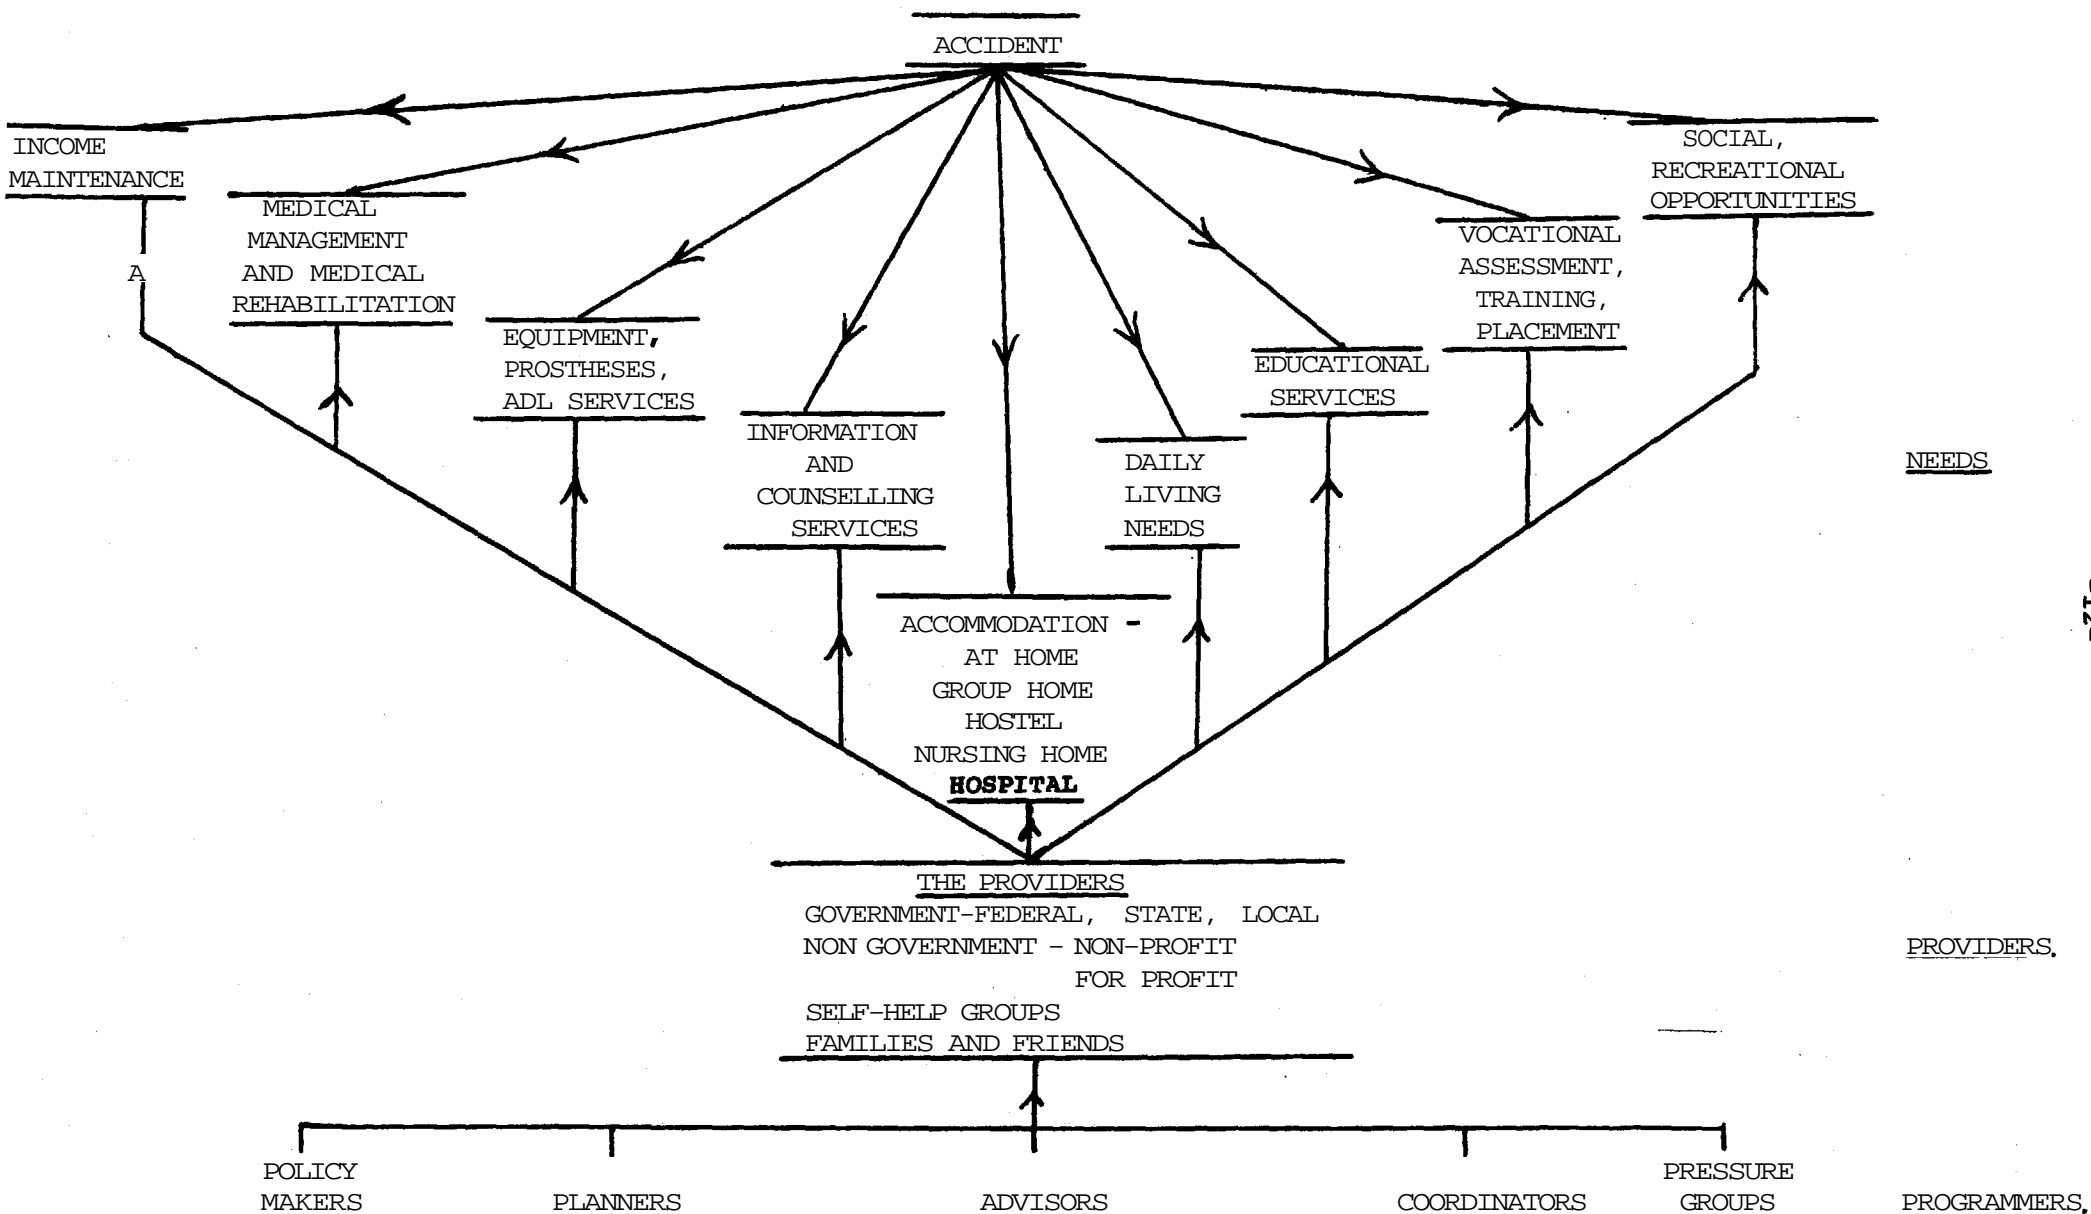 ACCIDENT
INCOME
MAINTENANCE
A
MEDICAL
MANAGEMENT
AND MEDICAL
REHABILITATION
EQUIPMENT,
PROSTHESES,
ADL SERVICES
INFORMATION
AND
COUNSELLING
SERVICES
ACCOMMODATION -
AT HOME
GROUP HOME
HOSTEL
NURSING HOME
HOSPITAL
DAILY
LIVING
NEEDS
EDUCATIONAL
SERVICES
VOCATIONAL
ASSESSMENT,
TRAINING,
PLACEMENT
SOCIAL,
RECREATIONAL
OPPORTUNITIES
NEEDS
THE PROVIDERS
GOVERNMENT-FEDERAL, STATE, LOCAL
NON GOVERNMENT - NON-PROFIT
FOR PROFIT
SELF-HELP GROUPS
FAMILIES AND FRIENDS
PROVIDERS.
POLICY
MAKERS
PLANNERS
ADVISORS
COORDINATORS
PRESSURE
GROUPS
PROGRAMMERS.